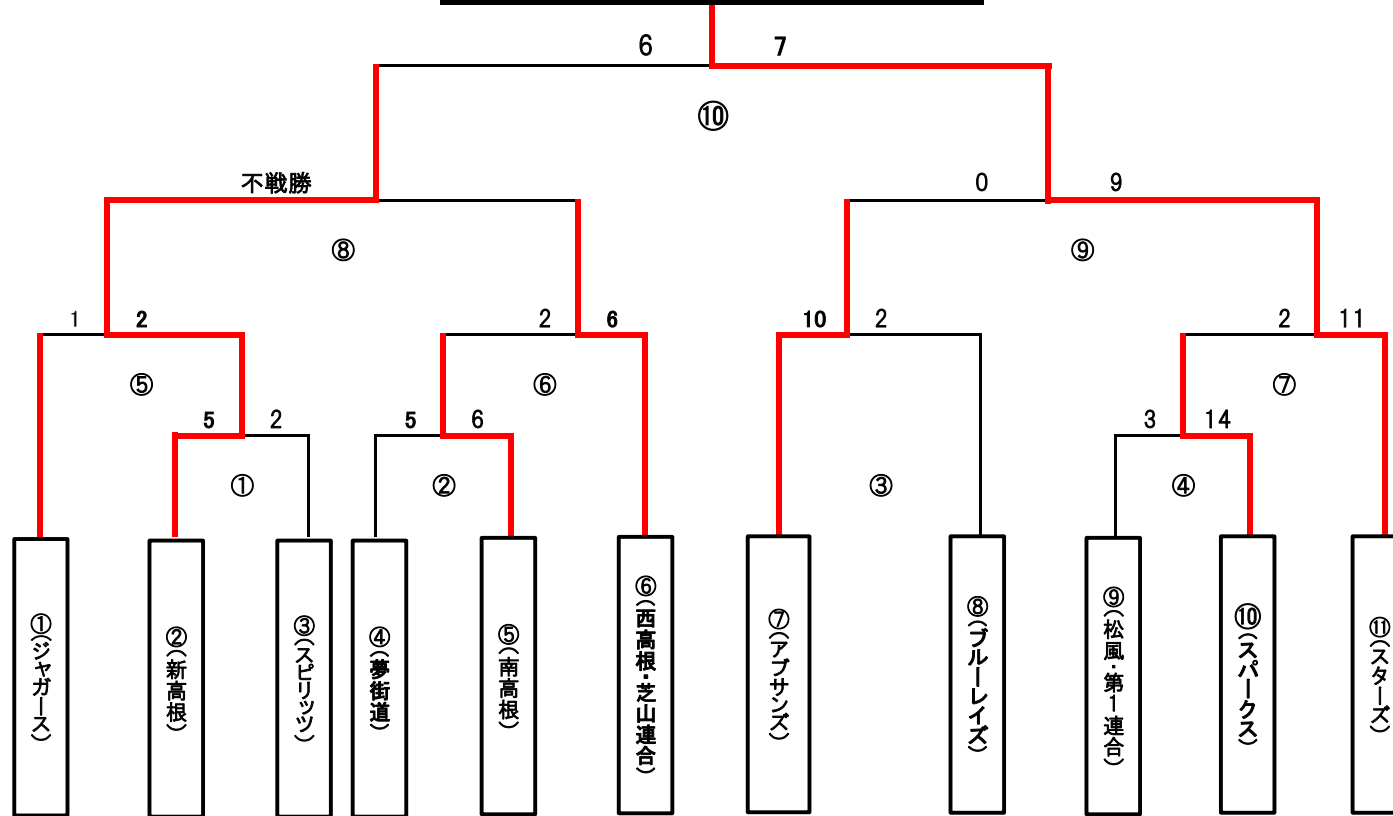 6 7
⑩
不戦勝 0 9
⑧ ⑨
1 2 2 6 10 2 2 11
⑤ ⑥ ⑦
5 2 5 6 3 14
① ② ③ ④
①(ジャガース)
②(新高根)
③(スピリッツ)
④(夢街道)
⑤(南高根)
⑥(西高根・芝山連合)
⑦(アブサンズ)
⑧(ブルーレイズ)
⑨(松風・第1連合)
⑩(スパークス)
⑪(スターズ)